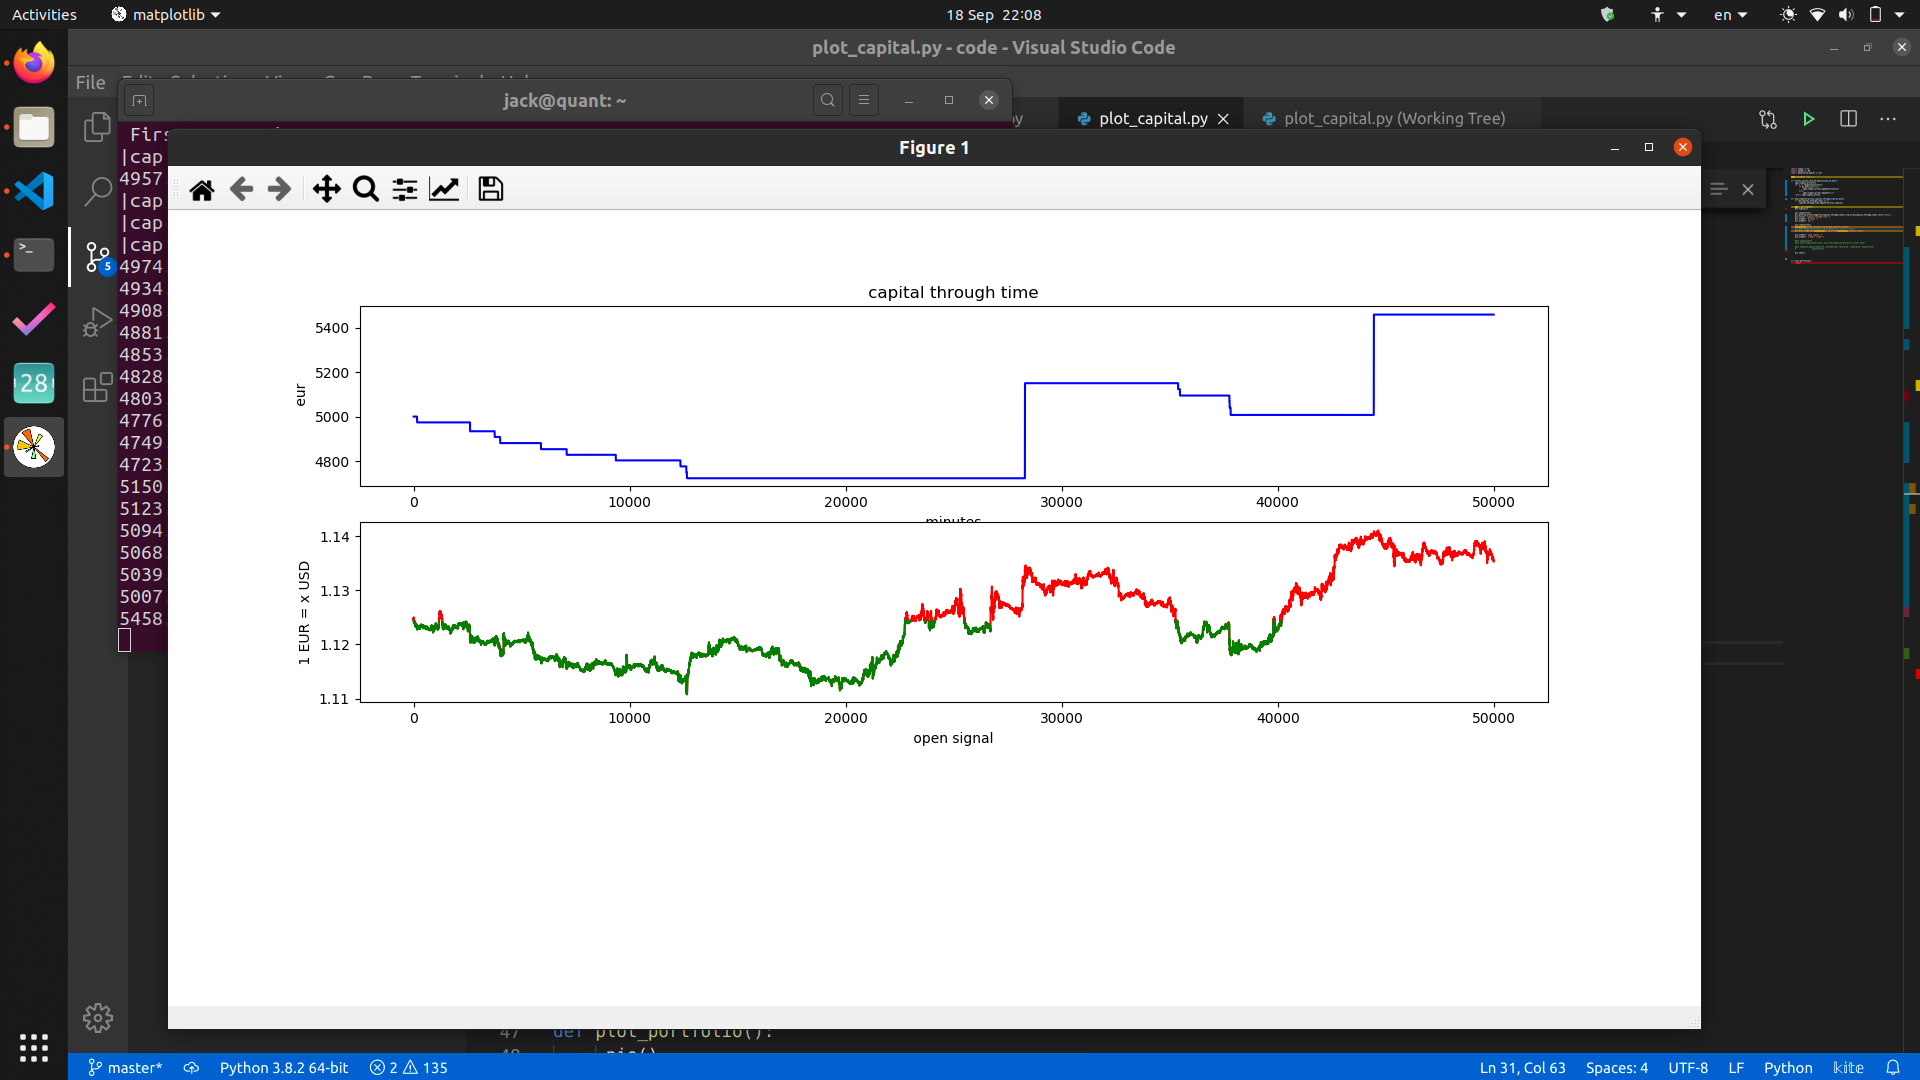 Activities
matplotlib
18 Sep 22:08
en
plot_capital.py - code - Visual Studio Code
File
jack@quant: ~
plot_capital.py
plot_capital.py (Working Tree)
|cap
4957
|cap
|cap
|cap
4974
4934
4908
4881
4853
4828
4803
4776
4749
4723
5150
5123
5094
5068
5039
5007
5458
5
28
Figure 1
capital through time
eur
5400
5200
5000
4800
0 10000 20000 30000 40000 50000
minutes
1 EUR = x USD
1.14
1.13
1.12
1.11
0 10000 20000 30000 40000 50000
open signal
47 def plot_portfolio():
master*
Python 3.8.2 64-bit
2 135
Ln 31, Col 63
Spaces: 4
UTF-8
LF
Python
kite